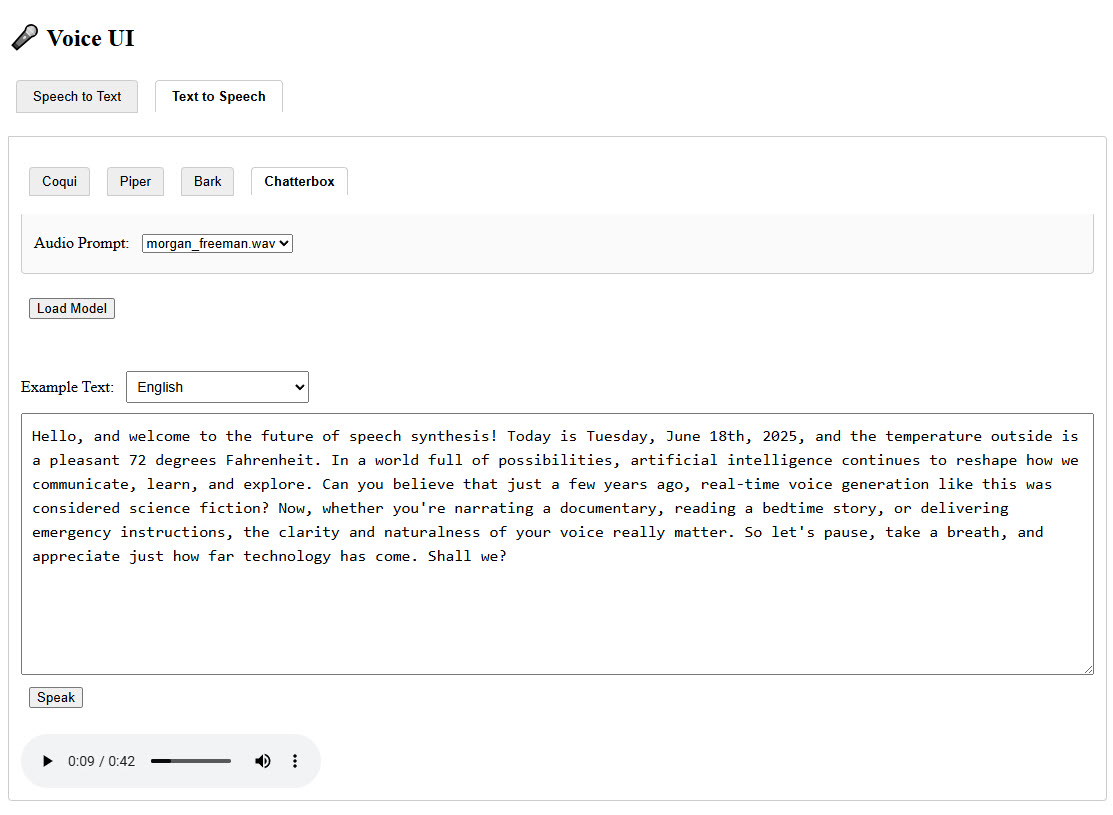 Voice UI
Speech to Text
Text to Speech
Coqui
Piper
Bark
Chatterbox
Audio Prompt: morgan_freeman.wav
Load Model
Example Text: English
Hello, and welcome to the future of speech synthesis! Today is Tuesday, June 18th, 2025, and the temperature outside is
a pleasant 72 degrees Fahrenheit. In a world full of possibilities, artificial intelligence continues to reshape how we
communicate, learn, and explore. Can you believe that just a few years ago, real-time voice generation like this was
considered science fiction? Now, whether you're narrating a documentary, reading a bedtime story, or delivering
emergency instructions, the clarity and naturalness of your voice really matter. So let's pause, take a breath, and
appreciate just how far technology has come. Shall we?
Speak
0:09 / 0:42